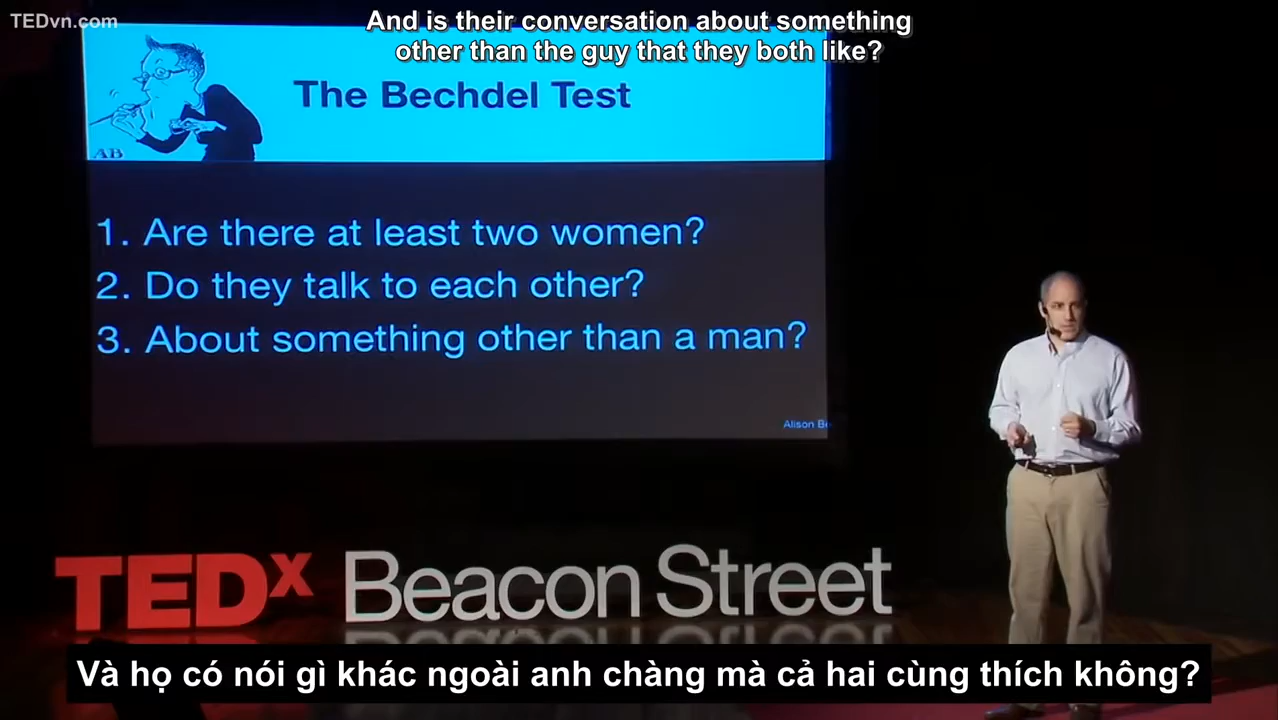 TEDvn.com
And is their conversation about something
other than the guy that they both like?
The Bechdel Test
AB
1. Are there at least two women?
2. Do they talk to each other?
3. About something other than a man?
Alison
TEDx Beacon Street
Và họ có nói gì khác ngoài anh chàng mà cả hai cùng thích không?